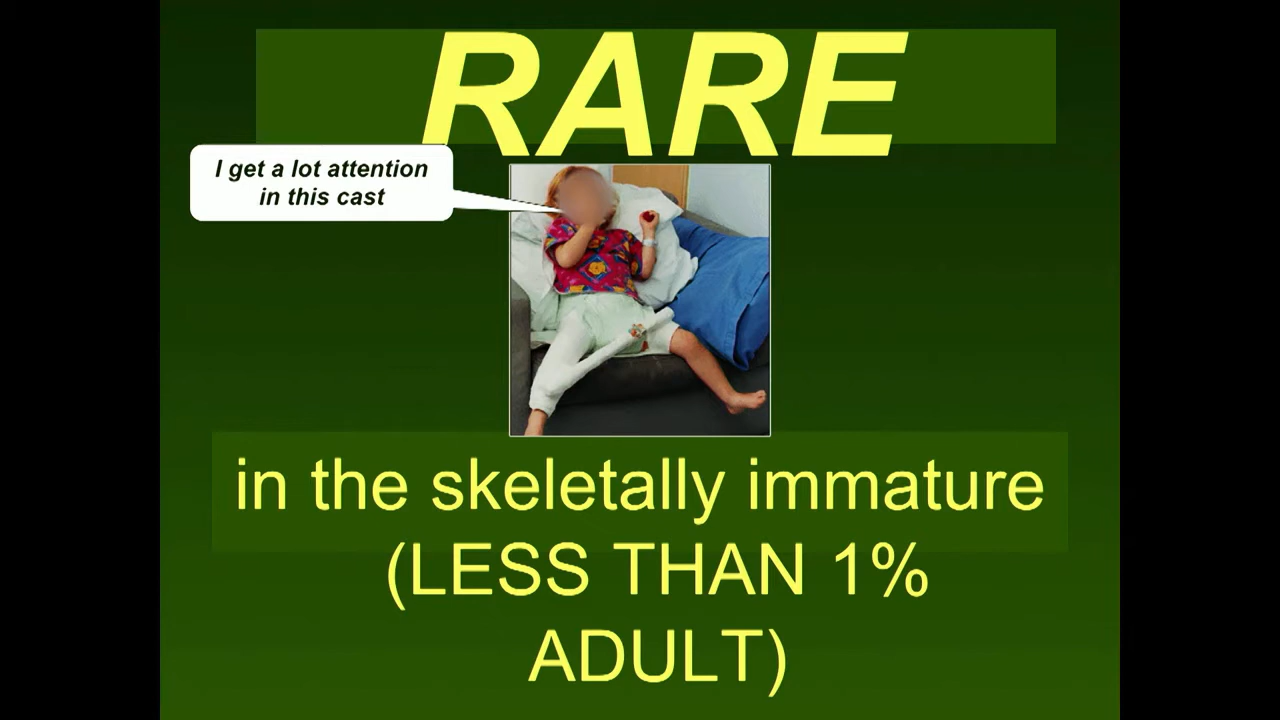 RARE
I get a lot attention
in this cast
in the skeletally immature
(LESS THAN 1%
ADULT)